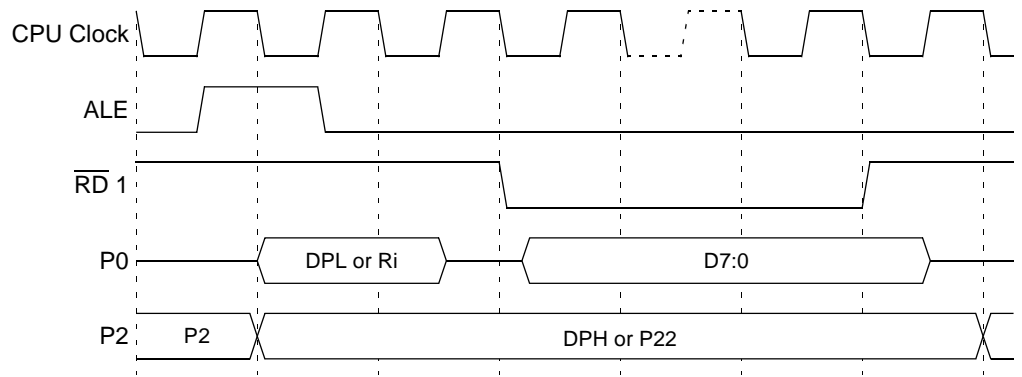 CPU Clock
ALE
RD 1
P0 DPL or Ri D7:0
P2 P2 DPH or P22